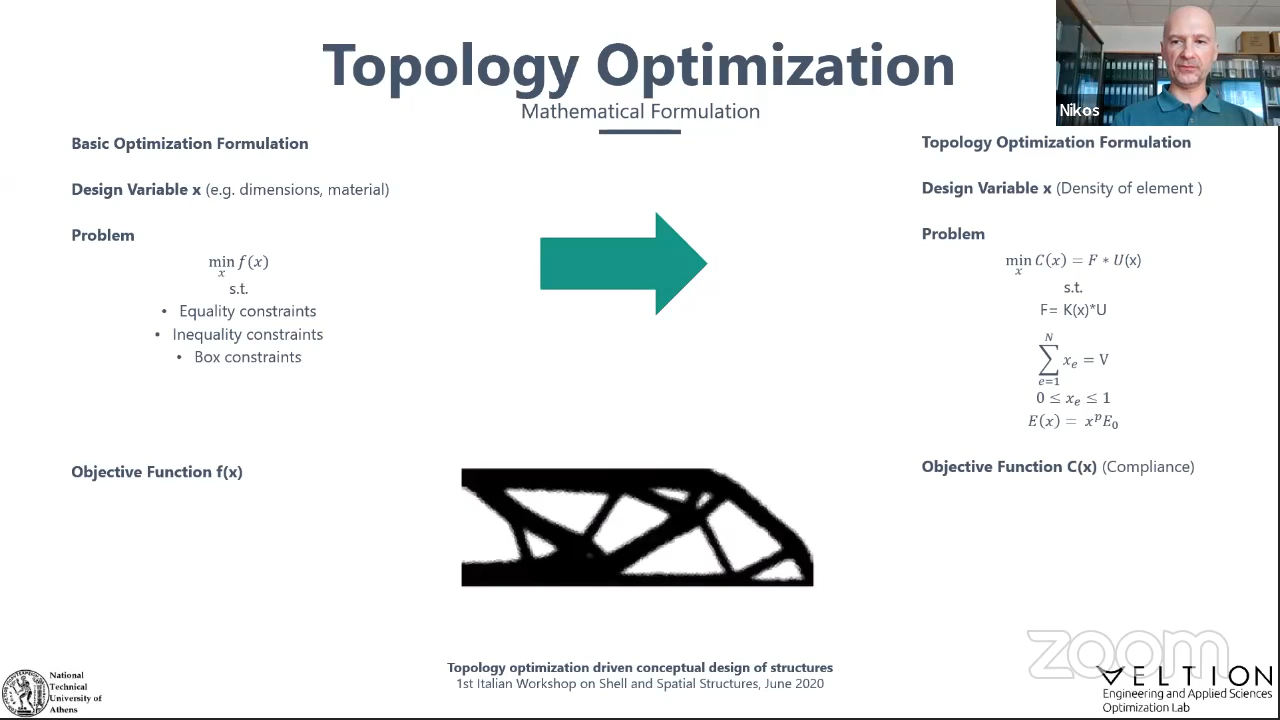 Topology Optimization
Mathematical Formulation
Nikos
Basic Optimization Formulation
Design Variable x (e.g. dimensions, material)
Problem
min f(x)
x
s.t.
• Equality constraints
• Inequality constraints
• Box constraints
Objective Function f(x)
Topology Optimization Formulation
Design Variable x (Density of element )
Problem
min C(x) = F ∗ U(x)
x
s.t.
F= K(x)*U
N
∑ xₑ = V
e=1
0 ≤ xₑ ≤ 1
E(x) = xᵖE₀
Objective Function C(x) (Compliance)
Topology optimization driven conceptual design of structures
1st Italian Workshop on Shell and Spatial Structures, June 2020
National
Technical
University of
Athens
zoom
VELTION
Engineering and Applied Sciences
Optimization Lab